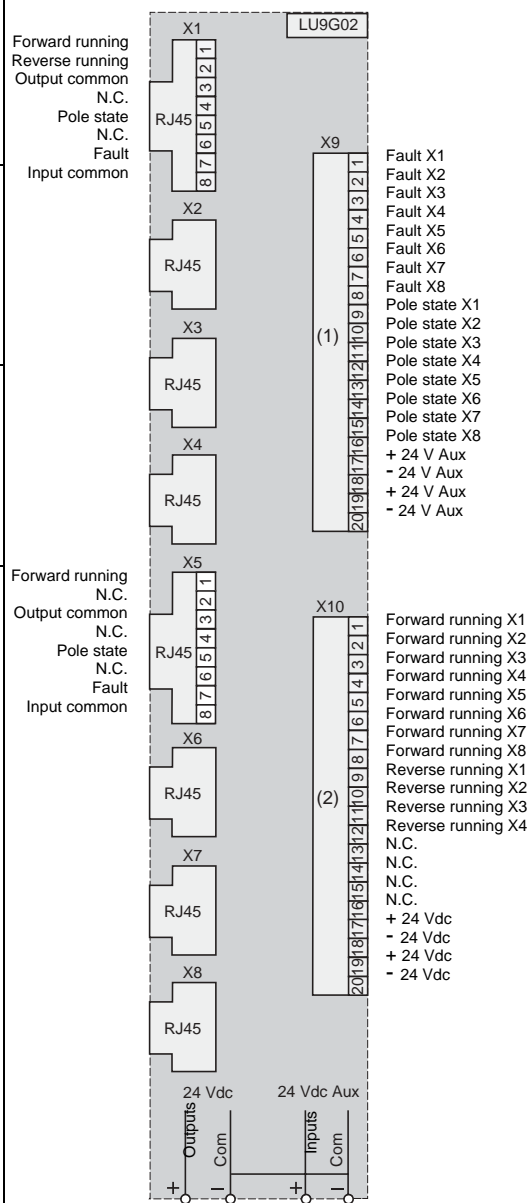 LU9G02
X1
Forward running
Reverse running
Output common
N.C.
Pole state
N.C.
Fault
Input common
RJ45
1
2
3
4
5
6
7
8
X2
RJ45
X3
RJ45
X4
RJ45
X5
Forward running
N.C.
Output common
N.C.
Pole state
N.C.
Fault
Input common
RJ45
1
2
3
4
5
6
7
8
X6
RJ45
X7
RJ45
X8
RJ45
X9
(1)
1 Fault X1
2 Fault X2
3 Fault X3
4 Fault X4
5 Fault X5
6 Fault X6
7 Fault X7
8 Fault X8
9 Pole state X1
10 Pole state X2
11 Pole state X3
12 Pole state X4
13 Pole state X5
14 Pole state X6
15 Pole state X7
16 Pole state X8
17 + 24 V Aux
18 - 24 V Aux
19 + 24 V Aux
20 - 24 V Aux
X10
(2)
1 Forward running X1
2 Forward running X2
3 Forward running X3
4 Forward running X4
5 Forward running X5
6 Forward running X6
7 Forward running X7
8 Forward running X8
9 Reverse running X1
10 Reverse running X2
11 Reverse running X3
12 Reverse running X4
13 N.C.
14 N.C.
15 N.C.
16 N.C.
17 + 24 Vdc
18 - 24 Vdc
19 + 24 Vdc
20 - 24 Vdc
24 Vdc
24 Vdc Aux
Outputs
Com
Inputs
Com
+ − + −